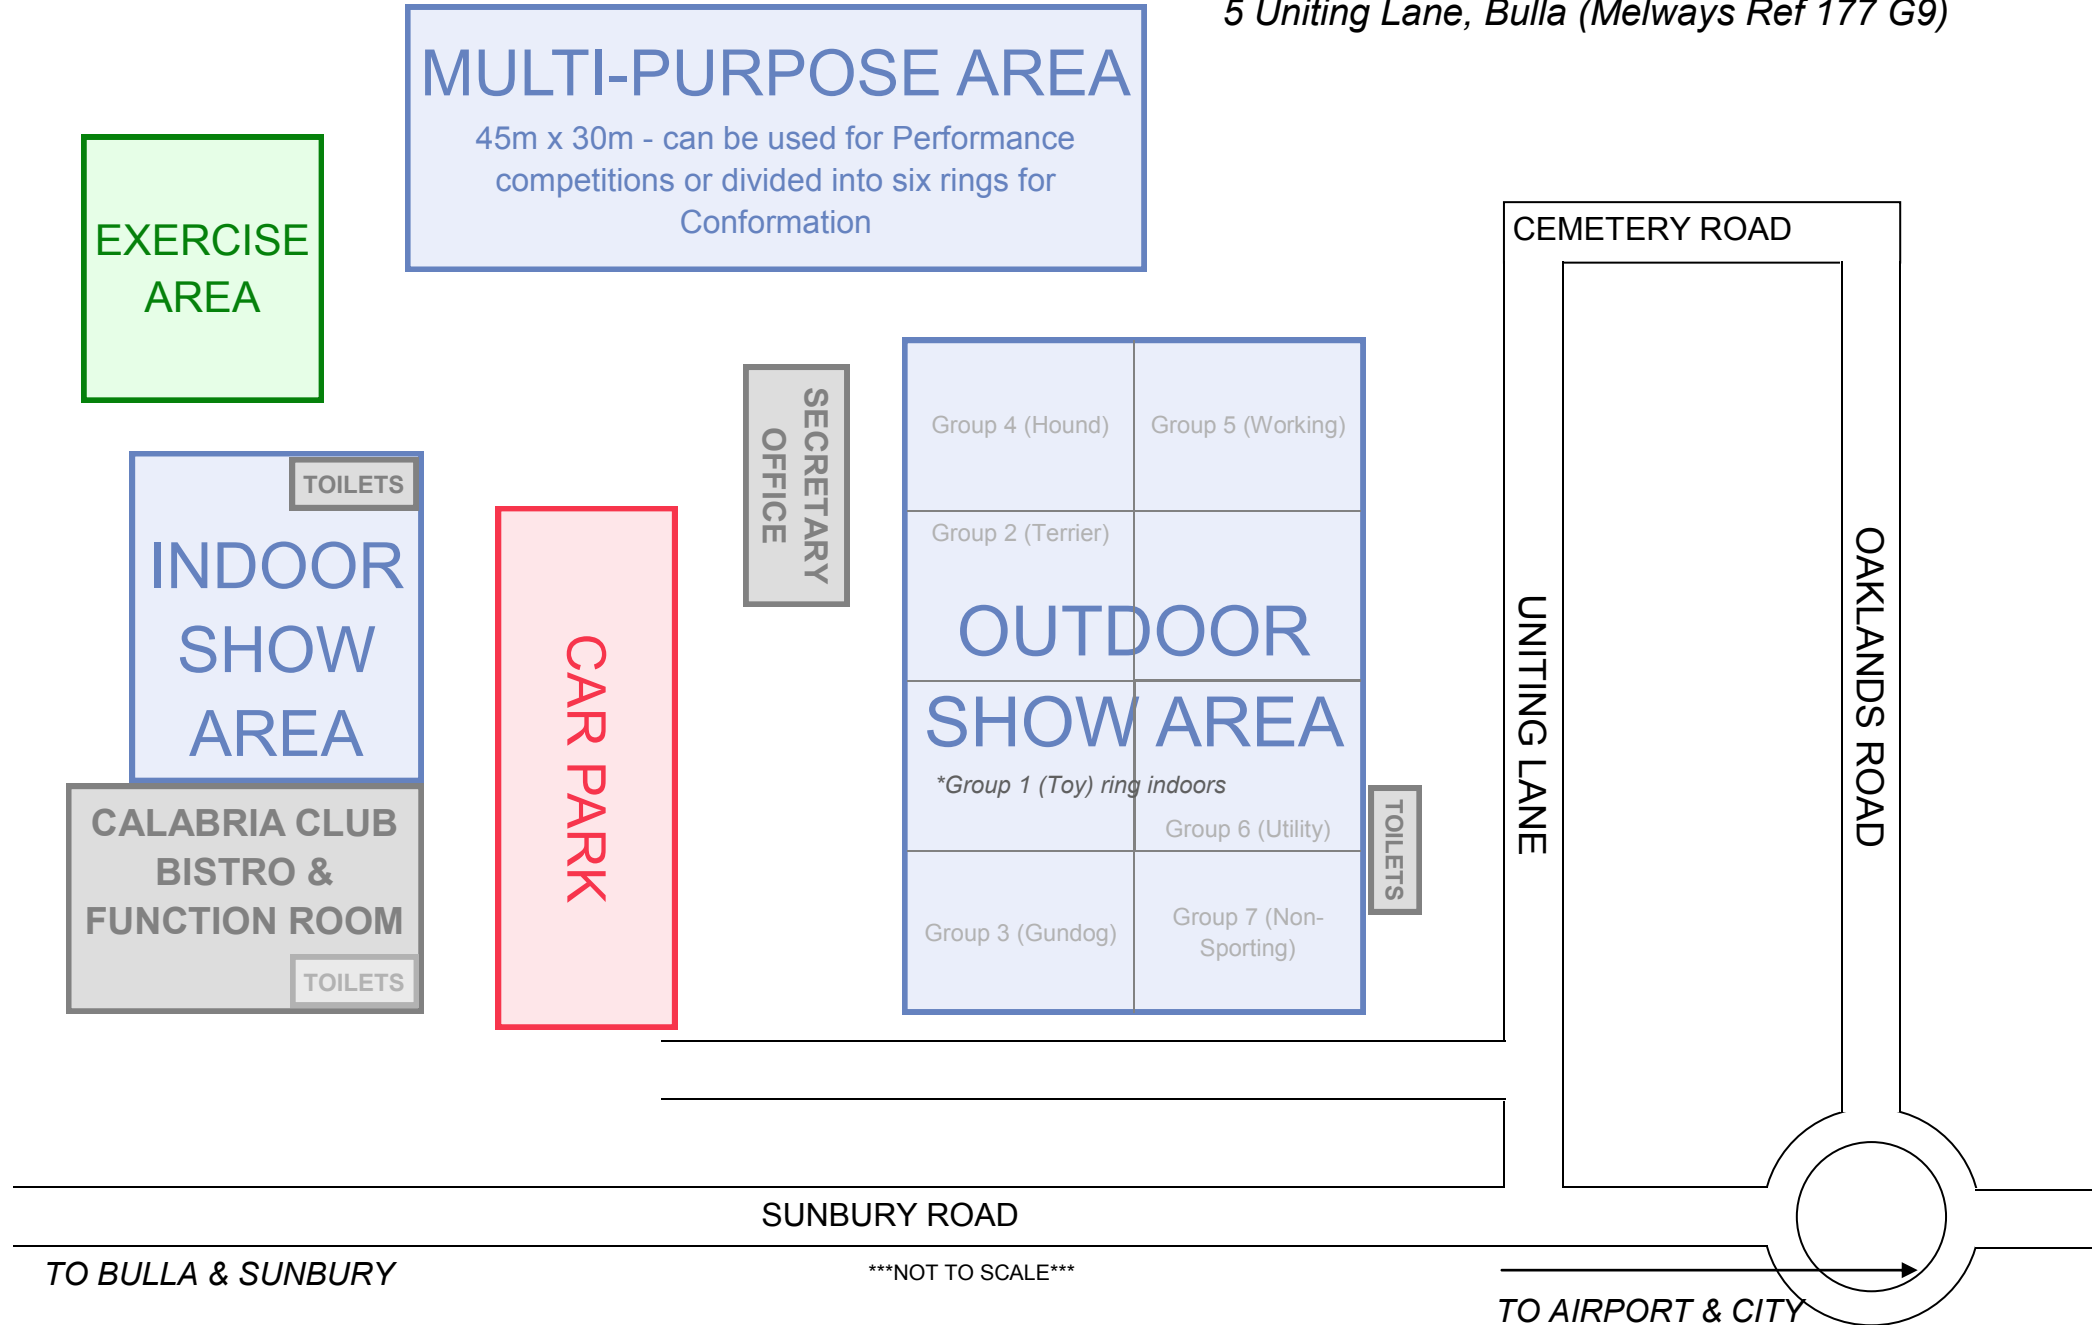 5 Uniting Lane, Bulla (Melways Ref 177 G9)
MULTI-PURPOSE AREA
45m x 30m - can be used for Performance
competitions or divided into six rings for
Conformation
EXERCISE
AREA
CEMETERY ROAD
SECRETARY
OFFICE
Group 4 (Hound)
Group 5 (Working)
TOILETS
INDOOR
SHOW
AREA
Group 2 (Terrier)
OUTDOOR
SHOW AREA
*Group 1 (Toy) ring indoors
Group 6 (Utility)
Group 3 (Gundog)
Group 7 (Non-
Sporting)
TOILETS
CAR PARK
UNITING LANE
OAKLANDS ROAD
CALABRIA CLUB
BISTRO &
FUNCTION ROOM
TOILETS
SUNBURY ROAD
TO BULLA & SUNBURY
***NOT TO SCALE***
TO AIRPORT & CITY